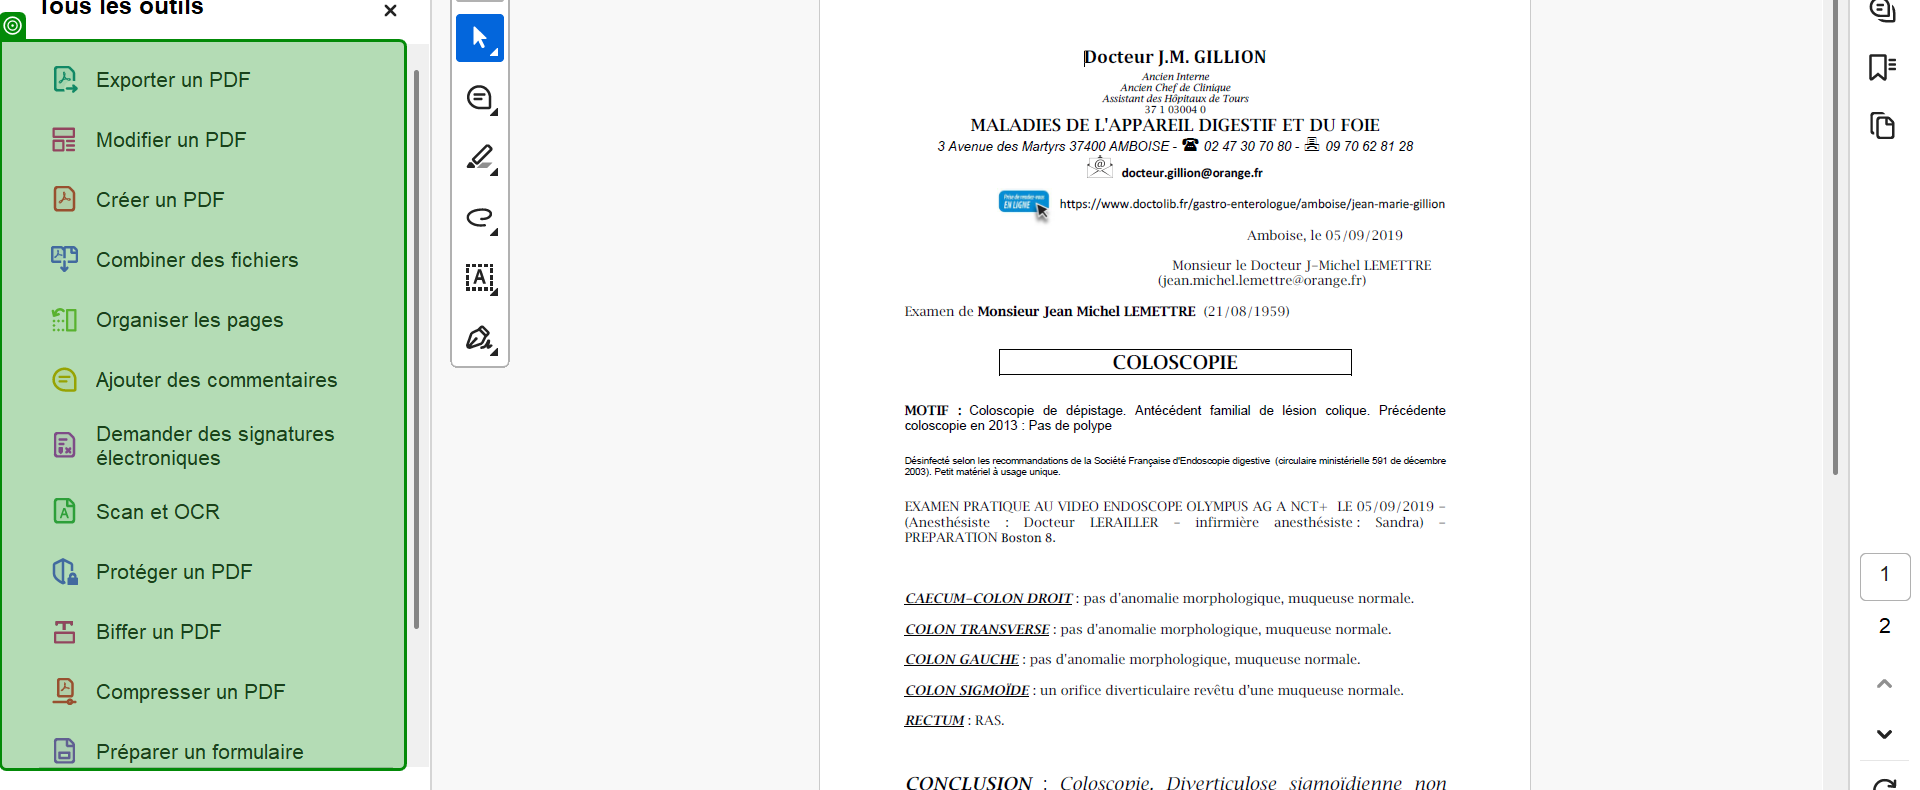 Tous les outils
Exporter un PDF
Modifier un PDF
Créer un PDF
Combiner des fichiers
Organiser les pages
Ajouter des commentaires
Demander des signatures
électroniques
Scan et OCR
Protéger un PDF
Biffer un PDF
Compresser un PDF
Préparer un formulaire
Docteur J.M. GILLION
Ancien Interne
Ancien Chef de Clinique
Assistant des Hôpitaux de Tours
37 1 03004 0
MALADIES DE L'APPAREIL DIGESTIF ET DU FOIE
3 Avenue des Martyrs 37400 AMBOISE - ☎ 02 47 30 70 80 - 09 70 62 81 28
@ docteur.gillion@orange.fr
Prise de rendez-vous
EN LIGNE
https://www.doctolib.fr/gastro-enterologue/amboise/jean-marie-gillion
Amboise, le 05/09/2019
Monsieur le Docteur J-Michel LEMETTRE
(jean.michel.lemettre@orange.fr)
Examen de Monsieur Jean Michel LEMETTRE (21/08/1959)
COLOSCOPIE
MOTIF : Coloscopie de dépistage. Antécédent familial de lésion colique. Précédente
coloscopie en 2013 : Pas de polype
Désinfecté selon les recommandations de la Société Française d'Endoscopie digestive (circulaire ministérielle 591 de décembre
2003). Petit matériel à usage unique.
EXAMEN PRATIQUE AU VIDEO ENDOSCOPE OLYMPUS AG A NCT+ LE 05/09/2019 –
(Anesthésiste : Docteur LERAILLER – infirmière anesthésiste : Sandra) –
PREPARATION Boston 8.
CAECUM-COLON DROIT : pas d'anomalie morphologique, muqueuse normale.
COLON TRANSVERSE : pas d'anomalie morphologique, muqueuse normale.
COLON GAUCHE : pas d'anomalie morphologique, muqueuse normale.
COLON SIGMOÏDE : un orifice diverticulaire revêtu d'une muqueuse normale.
RECTUM : RAS.
CONCLUSION : Coloscopie. Diverticulose sigmoïdienne non
1
2